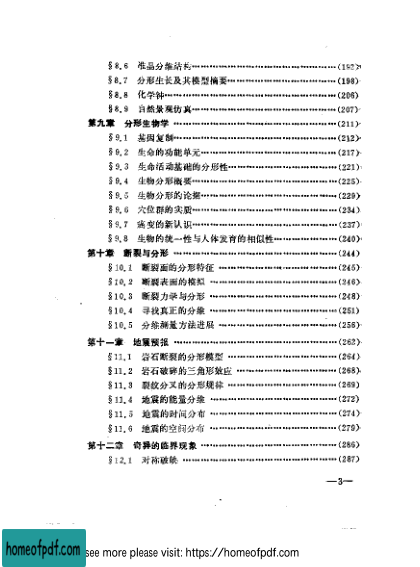 §8.6 准晶分维结构……(192)
§8.7 分形生长及其模型摘要……(198)
§8.8 化学钟……(206)
§8.9 自然景观仿真……(207)
第九章 分形生物学……(211)
§9.1 基因复制……(212)
§9.2 生命的功能单元……(217)
§9.3 生命活动基础的分形性……(221)
§9.4 生物分形概要……(225)
§9.5 生物分形的论据……(229)
§9.6 穴位群的实质……(234)
§9.7 癌变的新认识……(237)
§9.8 生物的统一性与人体发育的相似性……(240)
第十章 断裂与分形……(244)
§10.1 断裂面的分形特征……(245)
§10.2 断裂表面的模拟……(246)
§10.3 断裂力学与分形……(248)
§10.4 寻找真正的分维……(251)
§10.5 分维测量方法进展……(256)
第十一章 地震预报……(262)
§11.1 岩石断裂的分形模型……(264)
§11.2 岩石破碎的三角形效应……(268)
§11.3 裂纹分叉的分形规律……(269)
§11.4 地震的能量分维……(272)
§11.5 地震的时间分布……(274)
§11.6 地震的空间分布……(279)
第十二章 奇异的临界现象……(286)
§12.1 对称破缺……(287)
—3—
homeofpdf.com
see more please visit: https://homeofpdf.com